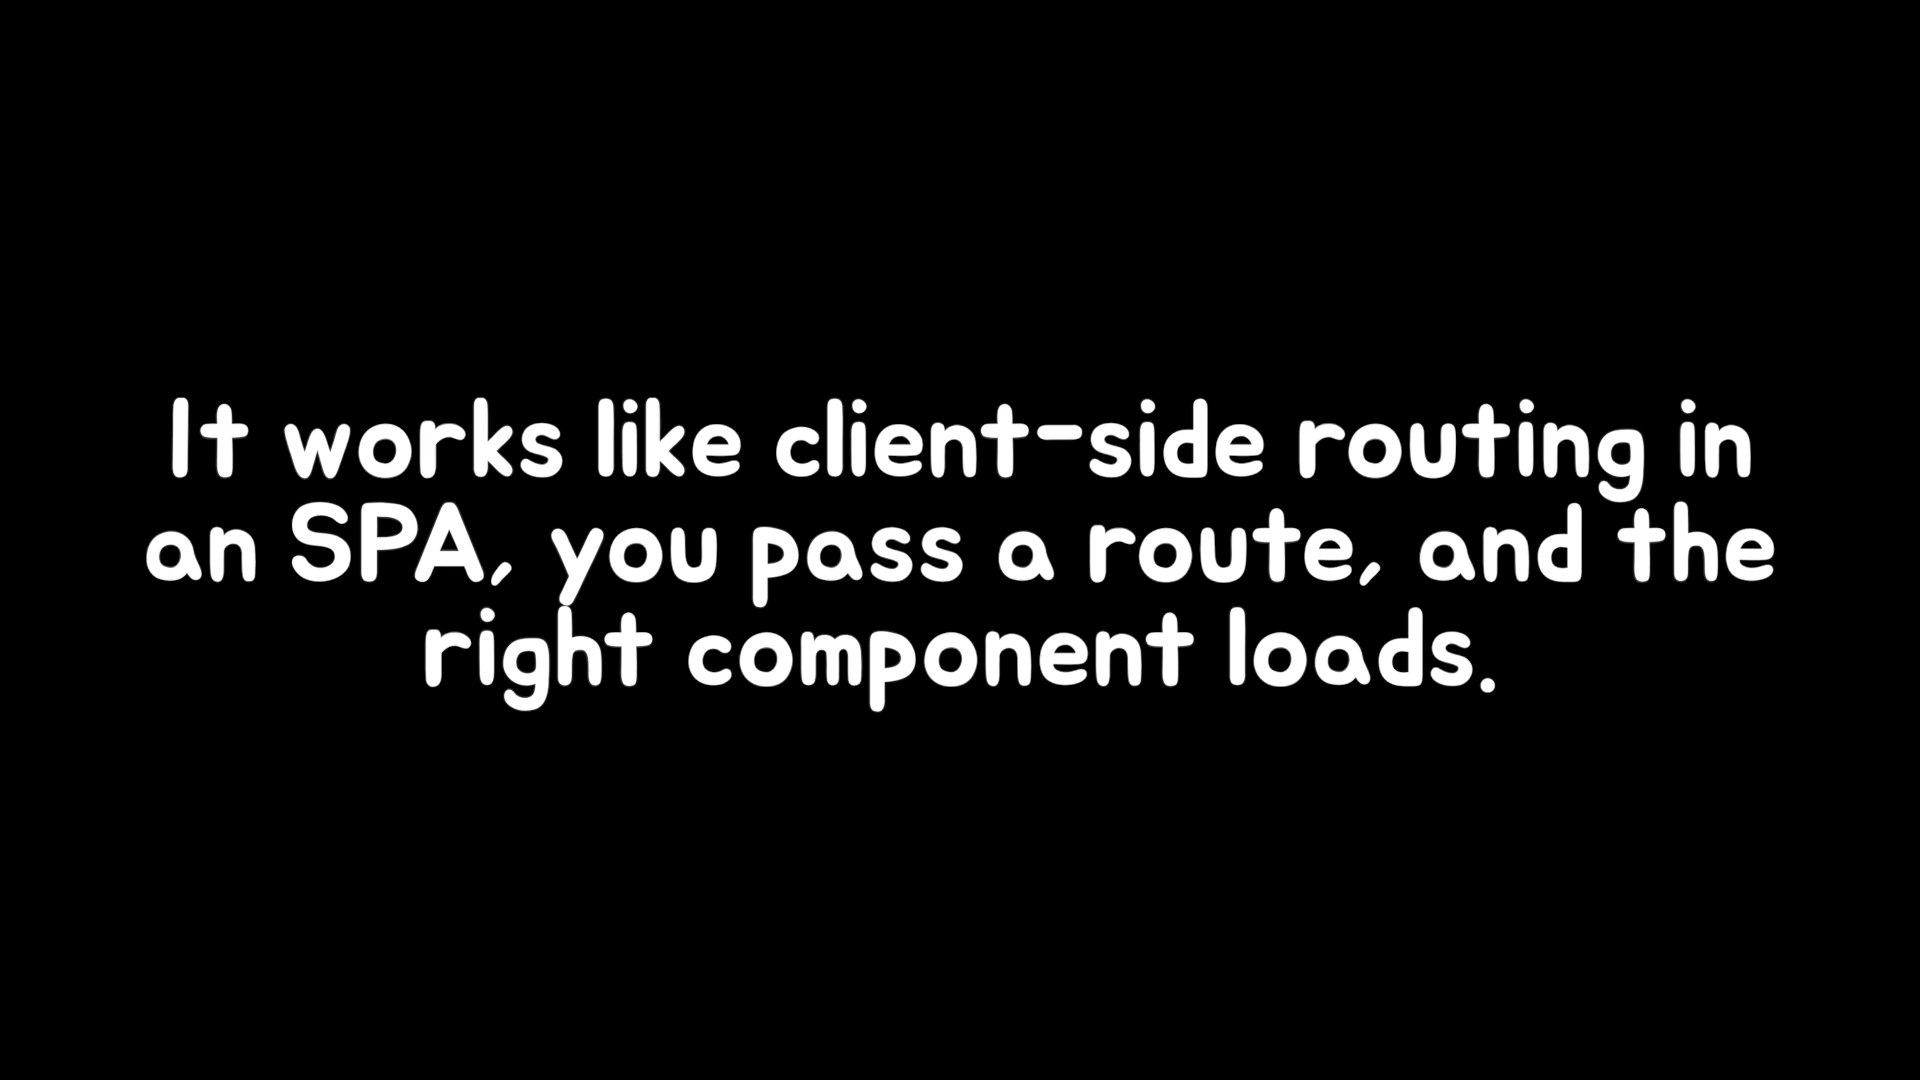 It works like client-side routing in
an SPA, you pass a route, and the
right component loads.